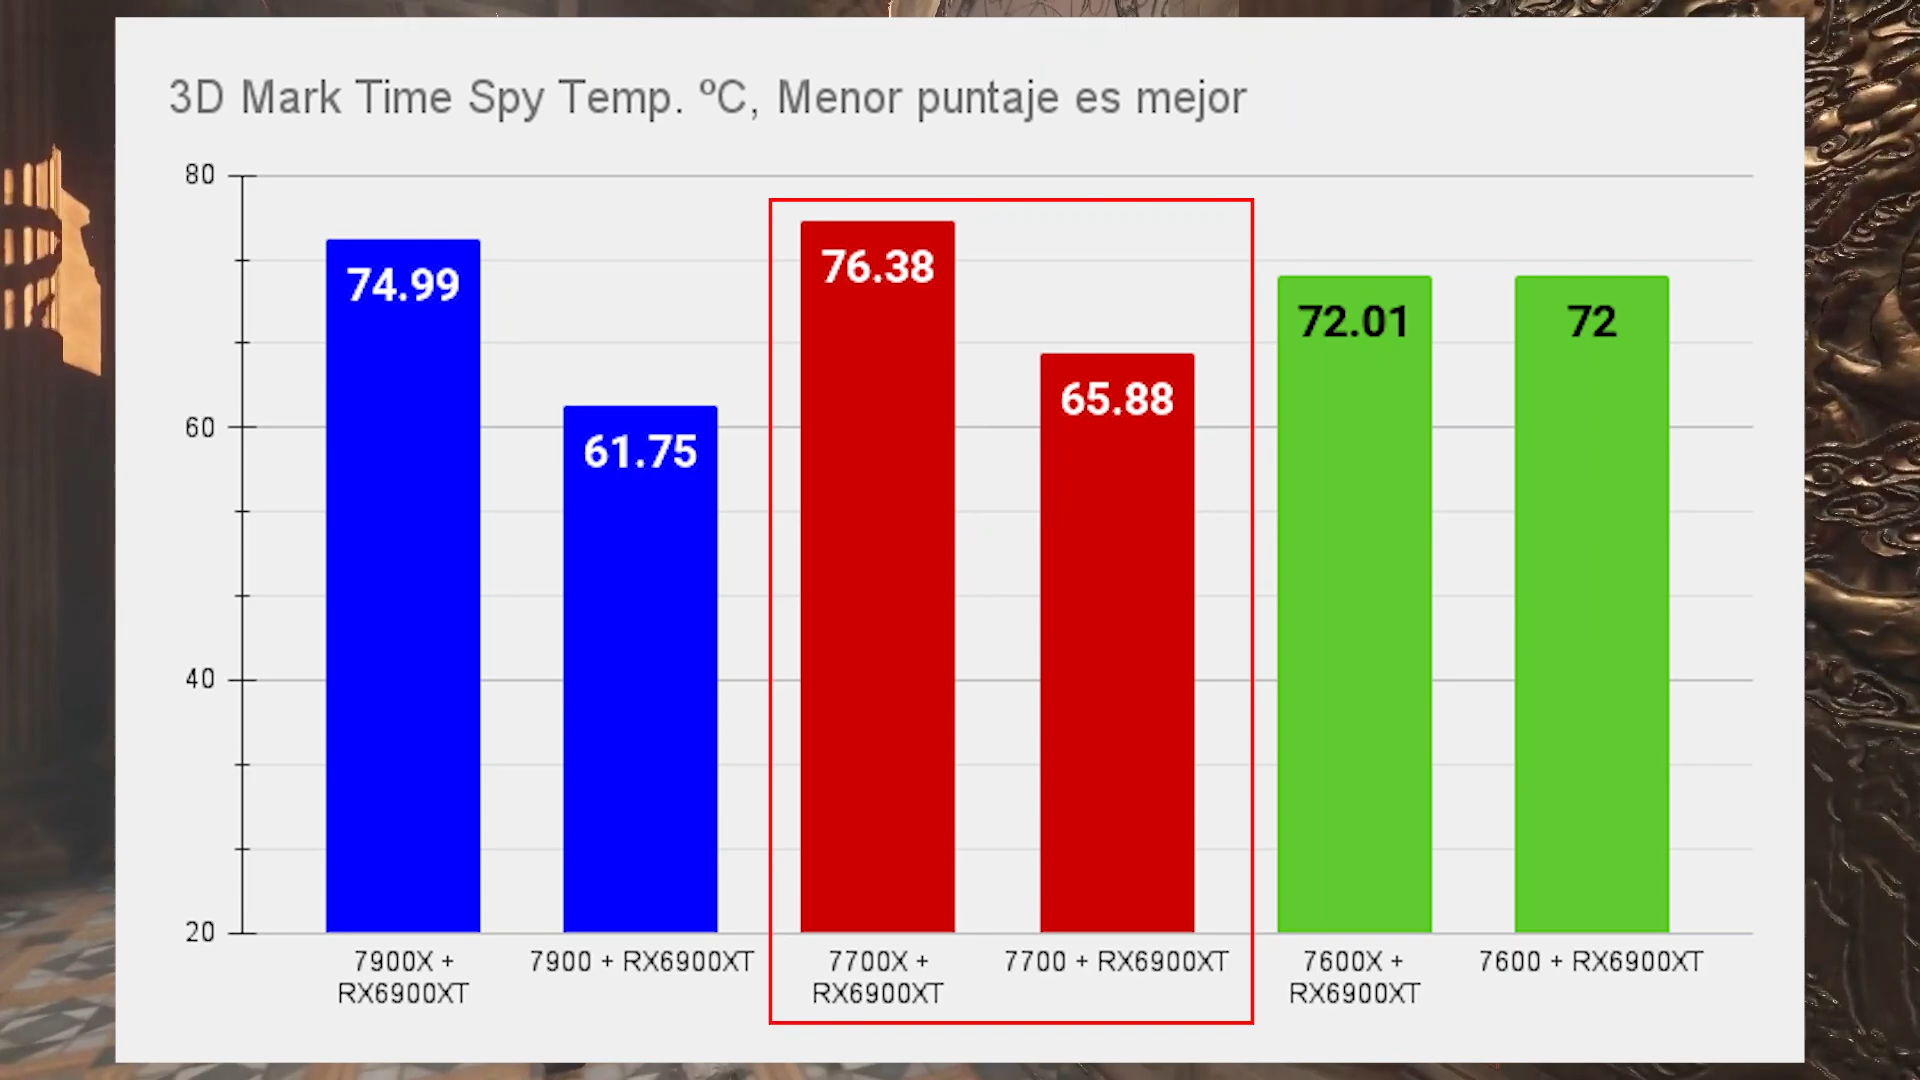 3D Mark Time Spy Temp. ºC, Menor puntaje es mejor
80
60
40
20
74.99
61.75
76.38
65.88
72.01
72
7900X +
RX6900XT
7900 + RX6900XT
7700X +
RX6900XT
7700 + RX6900XT
7600X +
RX6900XT
7600 + RX6900XT